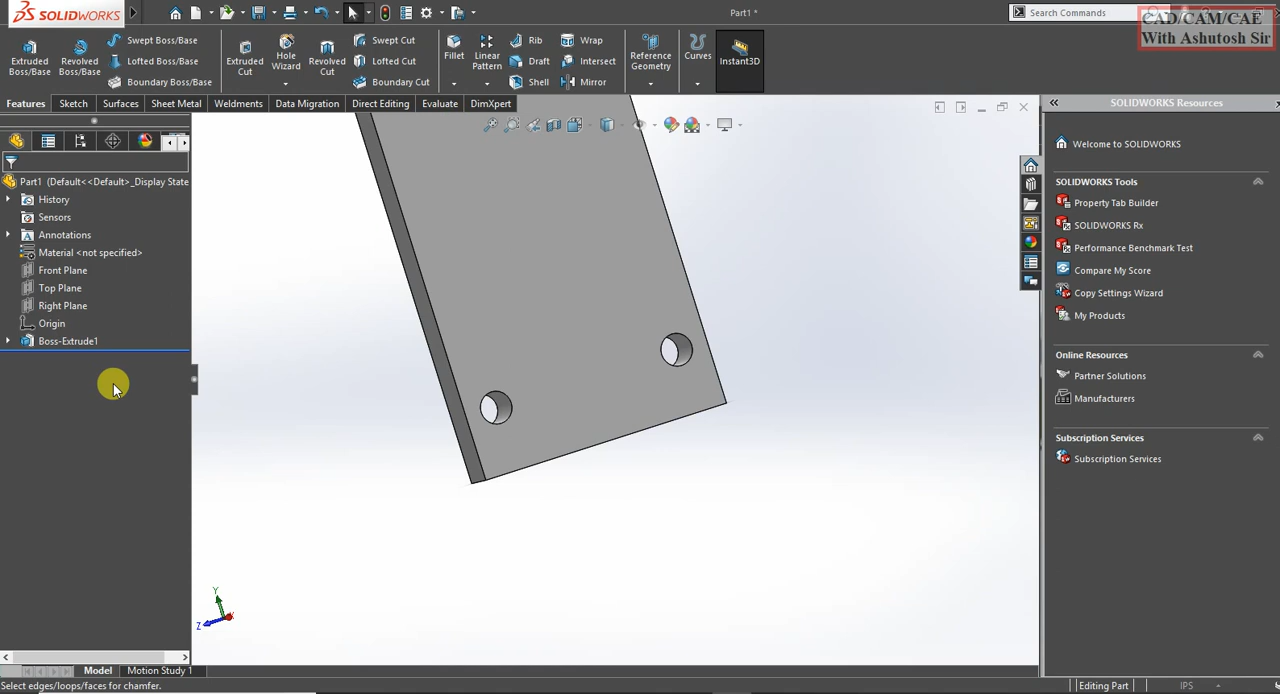 SOLIDWORKS
Part1 *
Search Commands
CAD/CAM/CAE
With Ashutosh Sir
Extruded
Boss/Base
Revolved
Boss/Base
Swept Boss/Base
Lofted Boss/Base
Boundary Boss/Base
Extruded
Cut
Hole
Wizard
Revolved
Cut
Swept Cut
Lofted Cut
Boundary Cut
Fillet
Linear
Pattern
Rib
Draft
Shell
Wrap
Intersect
Mirror
Reference
Geometry
Curves
Instant3D
Features
Sketch
Surfaces
Sheet Metal
Weldments
Data Migration
Direct Editing
Evaluate
DimXpert
Part1 (Default<<Default>_Display State
History
Sensors
Annotations
Material <not specified>
Front Plane
Top Plane
Right Plane
Origin
Boss-Extrude1
Y
Z
SOLIDWORKS Resources
Welcome to SOLIDWORKS
SOLIDWORKS Tools
Property Tab Builder
SOLIDWORKS Rx
Performance Benchmark Test
Compare My Score
Copy Settings Wizard
My Products
Online Resources
Partner Solutions
Manufacturers
Subscription Services
Subscription Services
Model
Motion Study 1
Select edges/loops/faces for chamfer.
Editing Part
IPS